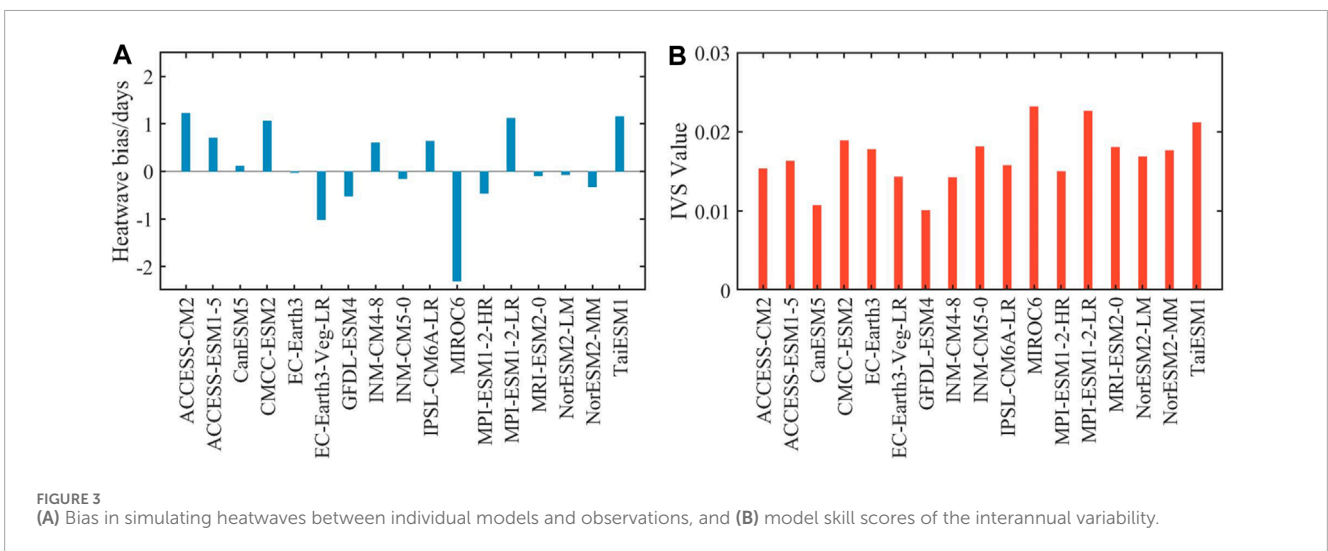 A
Heatwave bias/days
2
1
0
-1
-2
ACCESS-CM2
ACCESS-ESM1-5
CanESM5
CMCC-ESM2
EC-Earth3
EC-Earth3-Veg-LR
GFDL-ESM4
INM-CM4-8
INM-CM5-0
IPSL-CM6A-LR
MIROC6
MPI-ESM1-2-HR
MPI-ESM1-2-LR
MRI-ESM2-0
NorESM2-LM
NorESM2-MM
TaiESM1
B
IVS Value
0.03
0.02
0.01
0
ACCESS-CM2
ACCESS-ESM1-5
CanESM5
CMCC-ESM2
EC-Earth3
EC-Earth3-Veg-LR
GFDL-ESM4
INM-CM4-8
INM-CM5-0
IPSL-CM6A-LR
MIROC6
MPI-ESM1-2-HR
MPI-ESM1-2-LR
MRI-ESM2-0
NorESM2-LM
NorESM2-MM
TaiESM1
FIGURE 3
(A) Bias in simulating heatwaves between individual models and observations, and (B) model skill scores of the interannual variability.